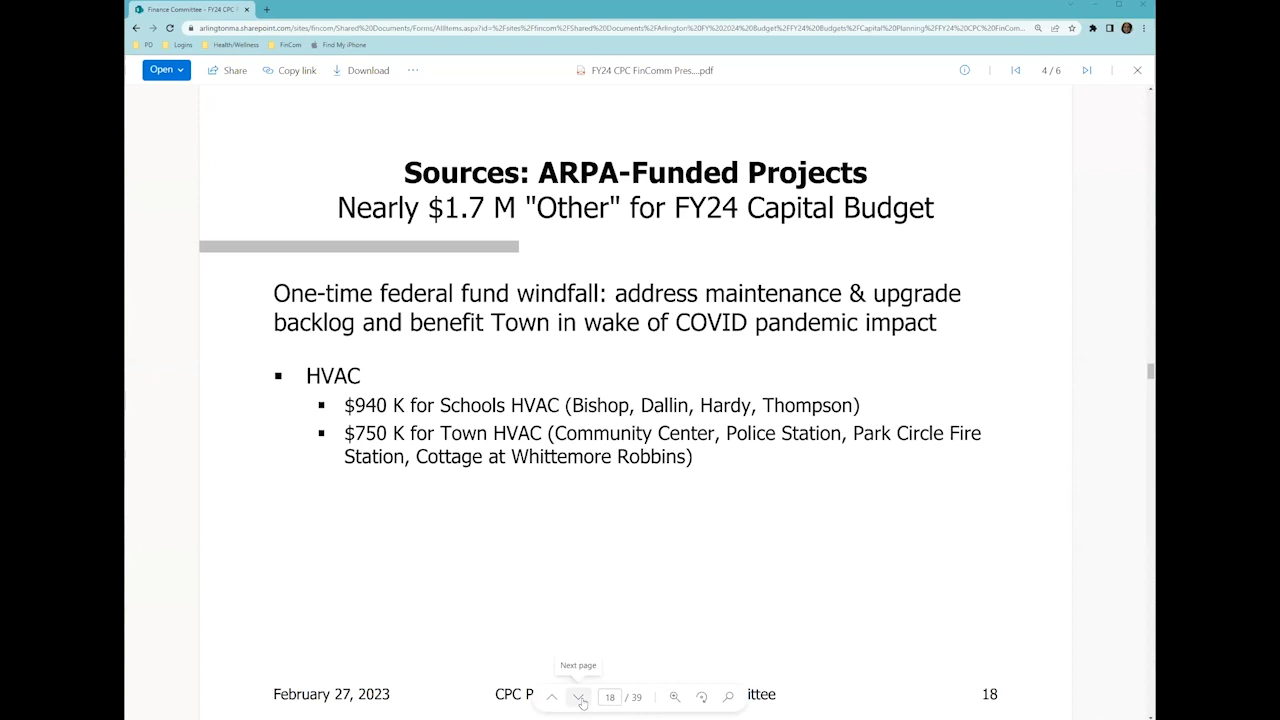 Finance Committee - FY24 CPC F
arlingtonma.sharepoint.com/sites/fincom/Shared%20Documents/Forms/AllItems.aspx?id=%2Fsites%2Ffincom%2FShared%20Documents%2FArlington%20FY%202024%20Budget%2FFY24%20Budgets%2FCapital%20Planning%2FFY24%20CPC%20FinCom...
PD Logins Health/Wellness FinCom Find My iPhone
Open Share Copy link Download ··· FY24 CPC FinComm Pres....pdf 4 / 6
Sources: ARPA-Funded Projects
Nearly $1.7 M "Other" for FY24 Capital Budget
One-time federal fund windfall: address maintenance & upgrade
backlog and benefit Town in wake of COVID pandemic impact
▪ HVAC
▪ $940 K for Schools HVAC (Bishop, Dallin, Hardy, Thompson)
▪ $750 K for Town HVAC (Community Center, Police Station, Park Circle Fire
Station, Cottage at Whittemore Robbins)
Next page
February 27, 2023 CPC P 18 / 39 ittee 18